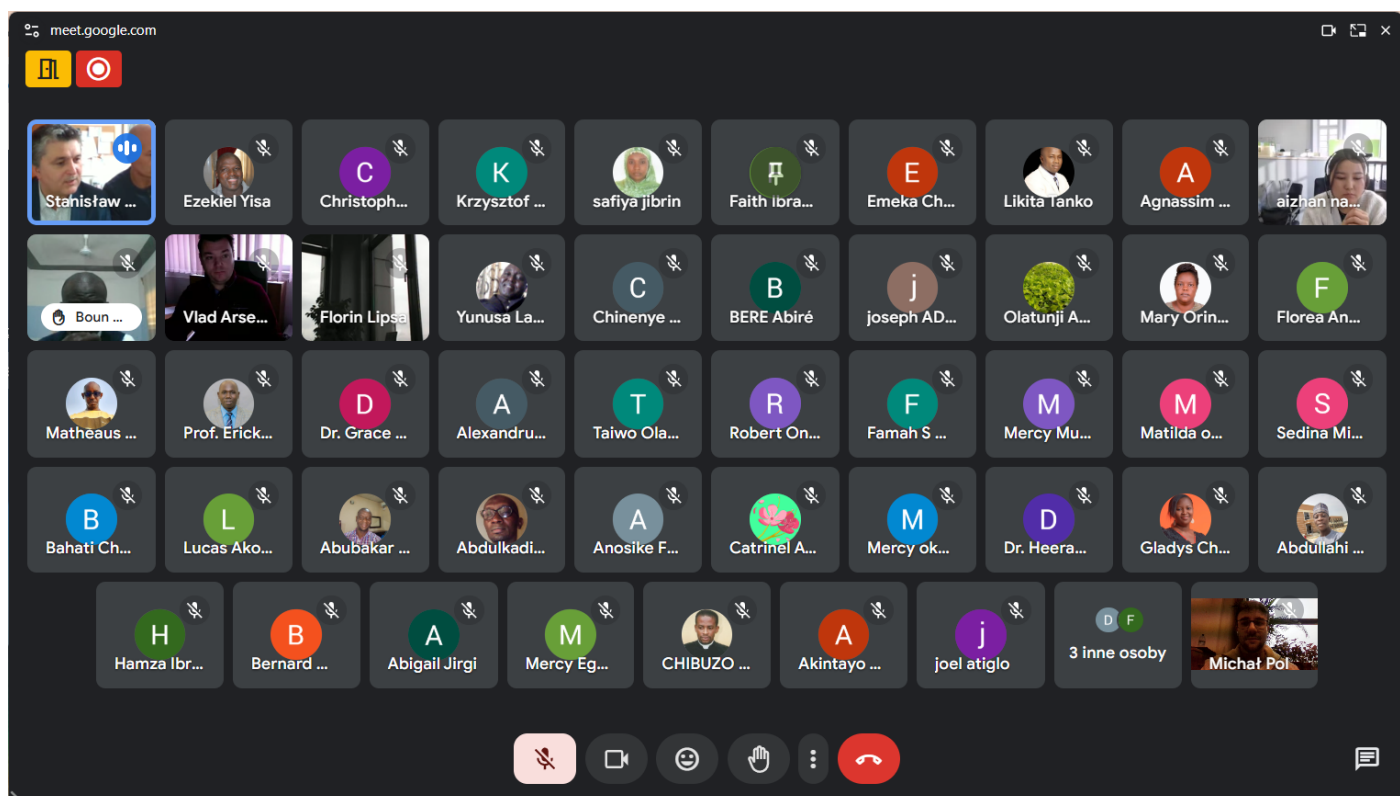 meet.google.com
Stanisław ...
Ezekiel Yisa
C
Christoph...
K
Krzysztof ...
safiya jibrin
Faith Ibra...
E
Emeka Ch...
Likita Tanko
A
Agnassim ...
aizhan na...
Boun ...
Vlad Arse...
Florin Lipsa
Yunusa La...
C
Chinenye ...
B
BERE Abiré
j
joseph AD...
Olatunji A...
Mary Orin...
F
Florea An...
Matheaus ...
Prof. Erick...
D
Dr. Grace ...
A
Alexandru...
T
Taiwo Ola...
R
Robert On...
F
Famah S ...
M
Mercy Mu...
M
Matilda o...
S
Sedina Mi...
B
Bahati Ch...
L
Lucas Ako...
Abubakar ...
Abdulkadi...
A
Anosike F...
Catrinel A...
M
Mercy ok...
D
Dr. Heera...
Gladys Ch...
Abdullahi ...
H
Hamza Ibr...
B
Bernard ...
A
Abigail Jirgi
M
Mercy Eg...
CHIBUZO ...
A
Akintayo ...
j
joel atiglo
D F
3 inne osoby
Michał Pol